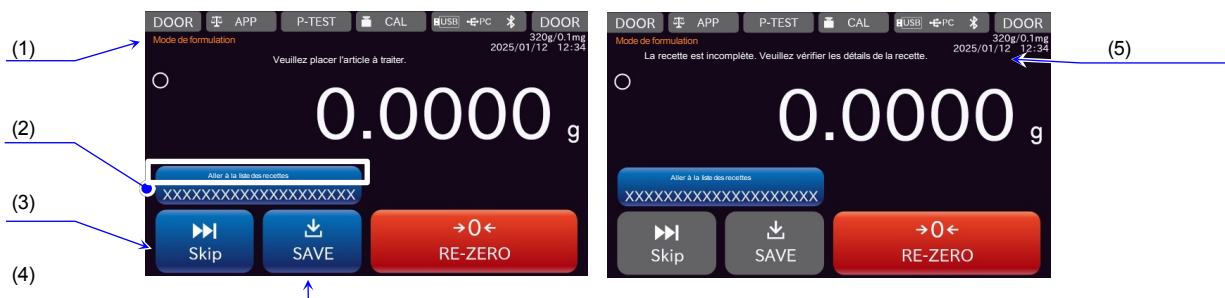 (1)
(2)
(3)
(4)
DOOR APP P-TEST CAL USB PC DOOR
Mode de formulation
320g/0.1mg
2025/01/12 12:34
Veuillez placer l'article à traiter.
0.0000 g
Aller à la liste des recettes
XXXXXXXXXXXXXXXXXXXX
Skip
SAVE
→0←
RE-ZERO
DOOR APP P-TEST CAL USB PC DOOR
Mode de formulation
320g/0.1mg
2025/01/12 12:34
La recette est incomplète. Veuillez vérifier les détails de la recette.
0.0000 g
Aller à la liste des recettes
XXXXXXXXXXXXXXXXXXXX
Skip
SAVE
→0←
RE-ZERO
(5)